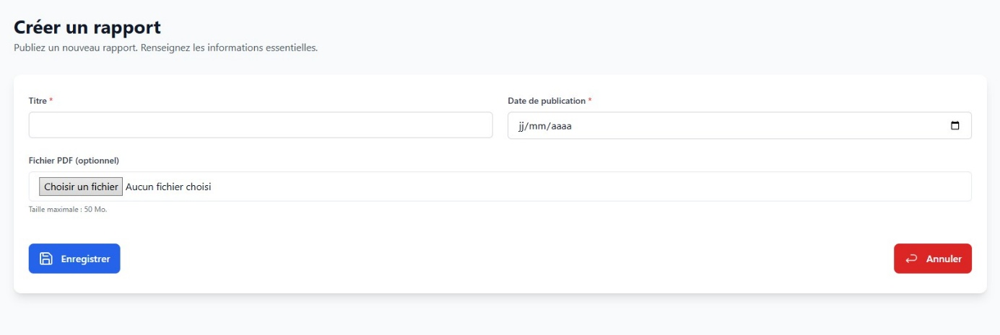 Créer un rapport
Publiez un nouveau rapport. Renseignez les informations essentielles.
Titre *
Date de publication *
jj/mm/aaaa
Fichier PDF (optionnel)
Choisir un fichier Aucun fichier choisi
Taille maximale : 50 Mo.
Enregistrer
Annuler